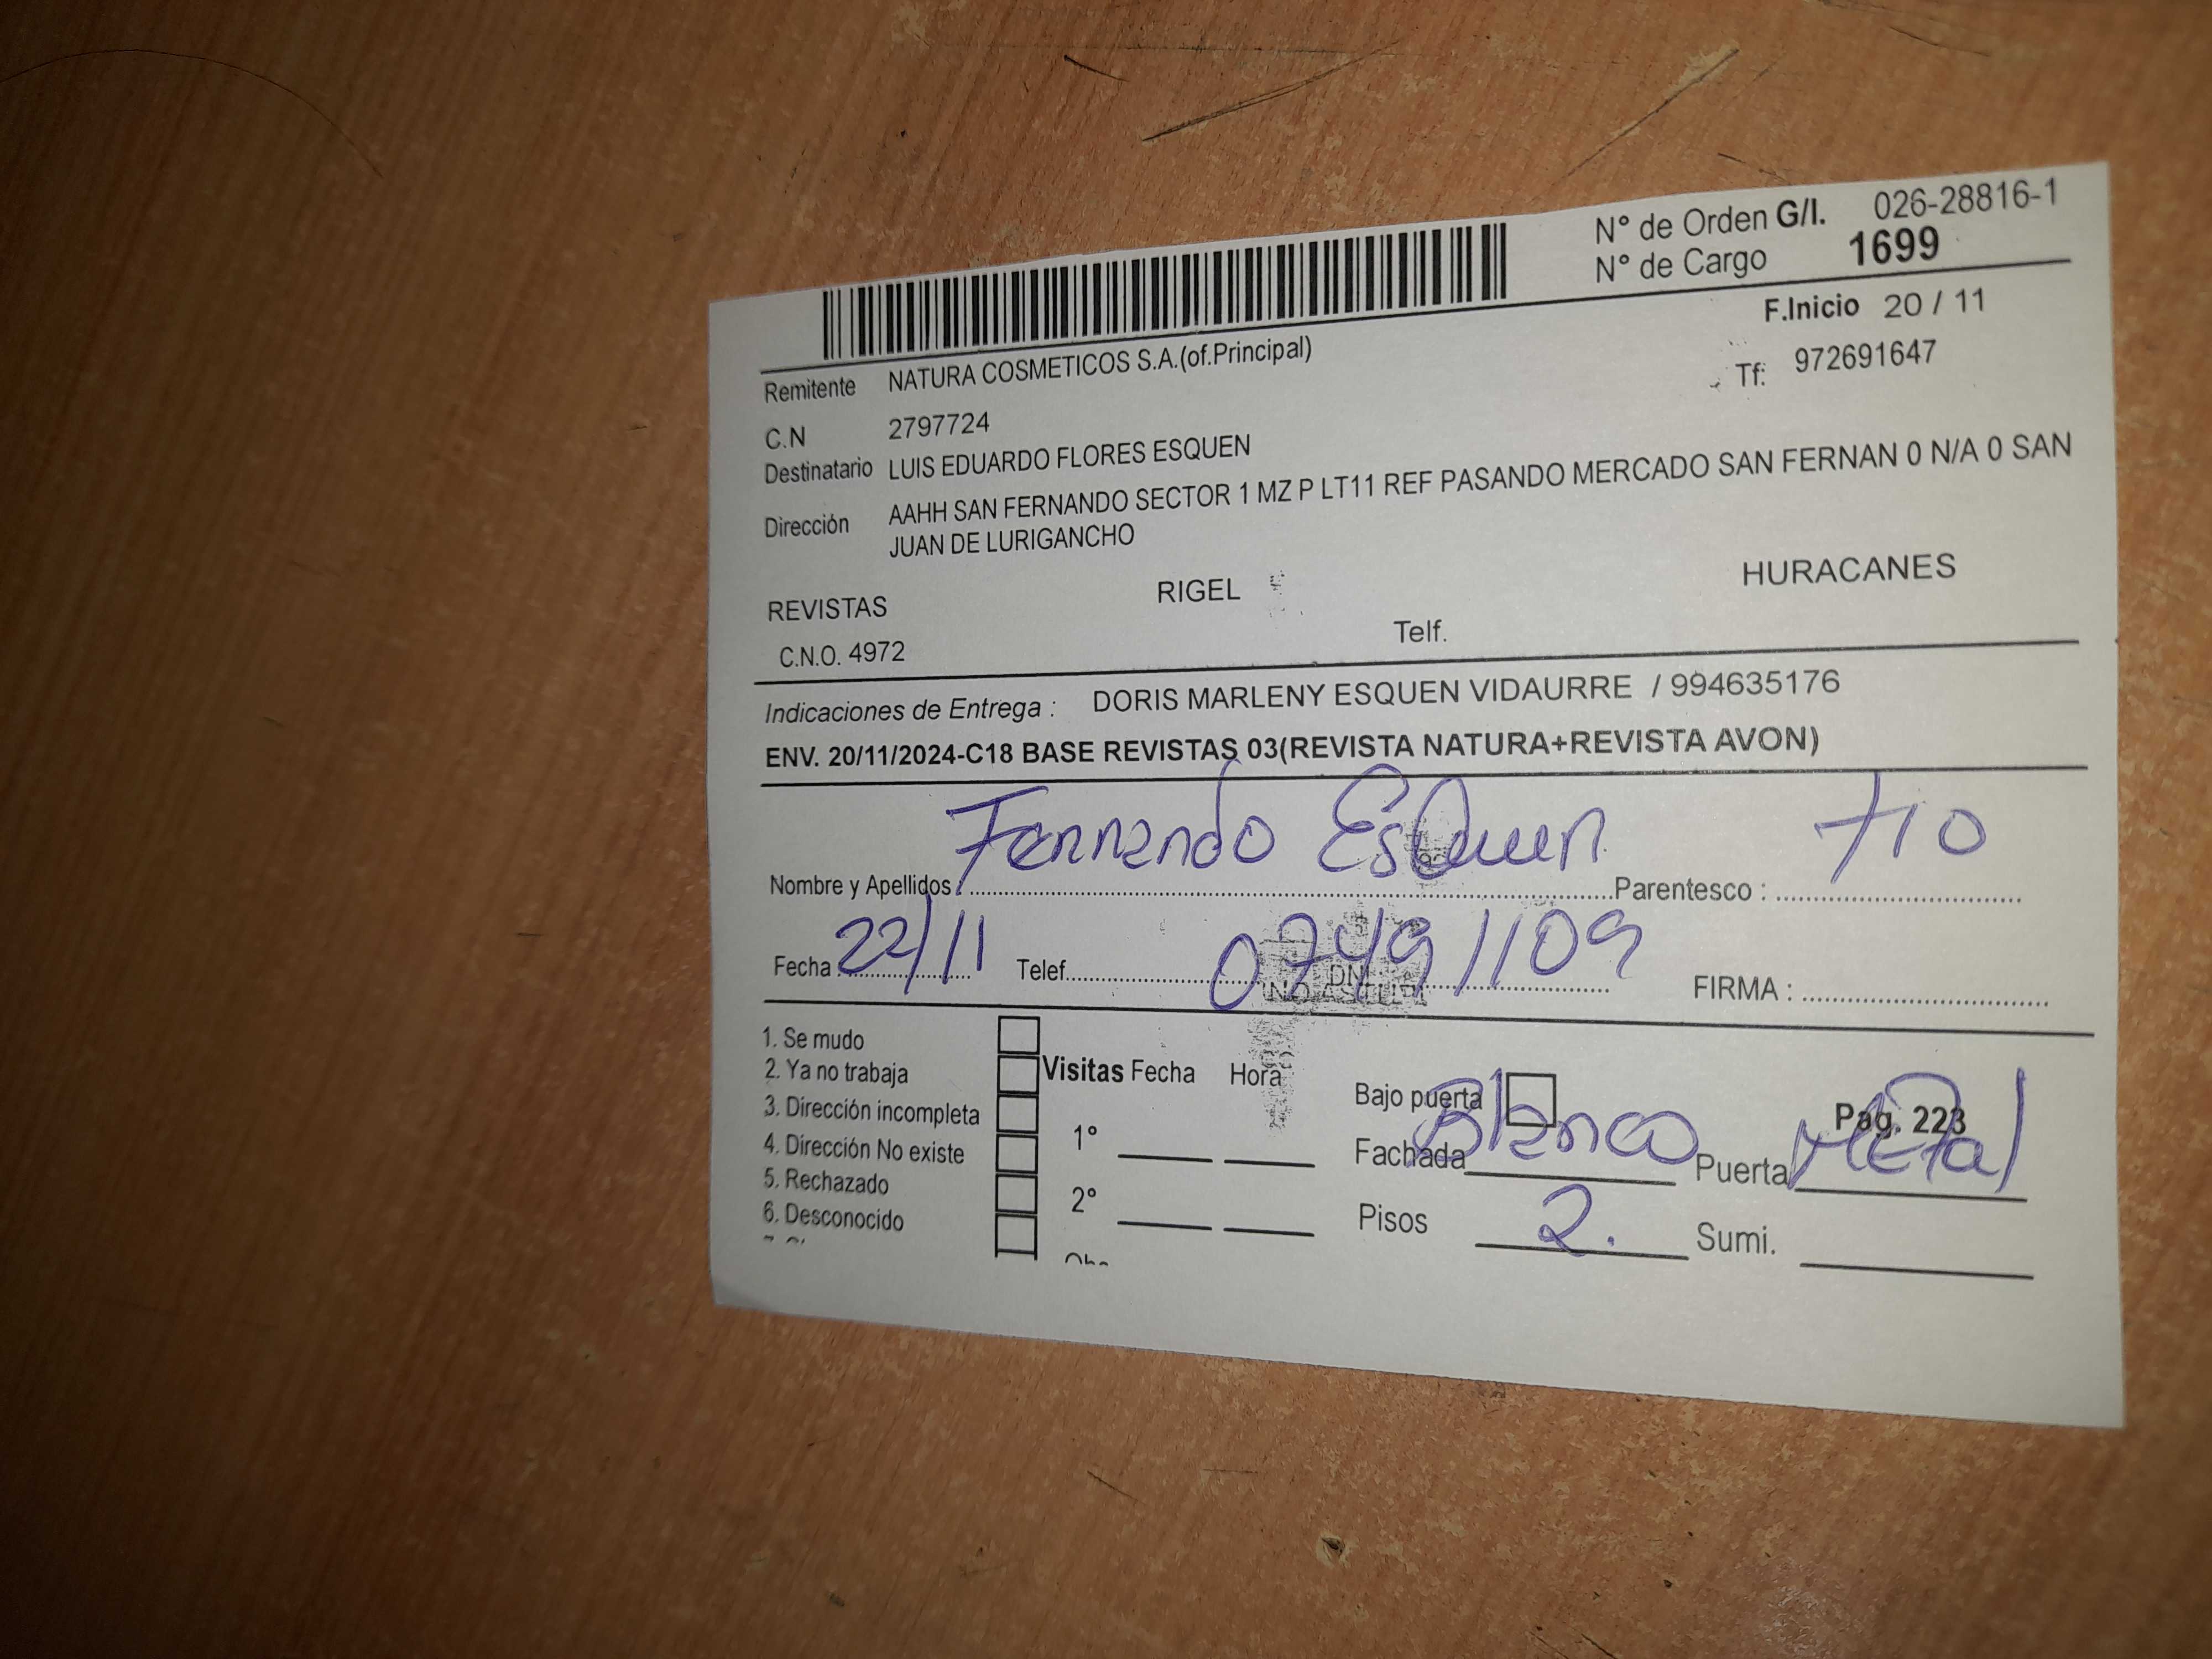 N° de Orden G/I. 026-28816-1
N° de Cargo 1699
F.Inicio 20 / 11
Remitente NATURA COSMETICOS S.A.(of.Principal)
Tf: 972691647
C.N 2797724
Destinatario LUIS EDUARDO FLORES ESQUEN
Dirección AAHH SAN FERNANDO SECTOR 1 MZ P LT11 REF PASANDO MERCADO SAN FERNAN 0 N/A 0 SAN
JUAN DE LURIGANCHO
REVISTAS RIGEL HURACANES
C.N.O. 4972 Telf.
Indicaciones de Entrega : DORIS MARLENY ESQUEN VIDAURRE / 994635176
ENV. 20/11/2024-C18 BASE REVISTAS 03(REVISTA NATURA+REVISTA AVON)
Nombre y Apellidos : Fernando EsQuen Parentesco : TIO
Fecha : 22/11 Telef. 07491109 FIRMA :
DNI
1. Se mudo
2. Ya no trabaja
3. Dirección incompleta
4. Dirección No existe
5. Rechazado
6. Desconocido
Visitas Fecha Hora
1°
2°
Bajo puerta
Pag. 223
Fachada Blanco Puerta Metal
Pisos 2. Sumi.